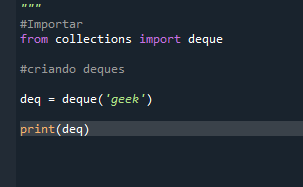 """
#Importar
from collections import deque
#criando deques
deq = deque('geek')
print(deq)